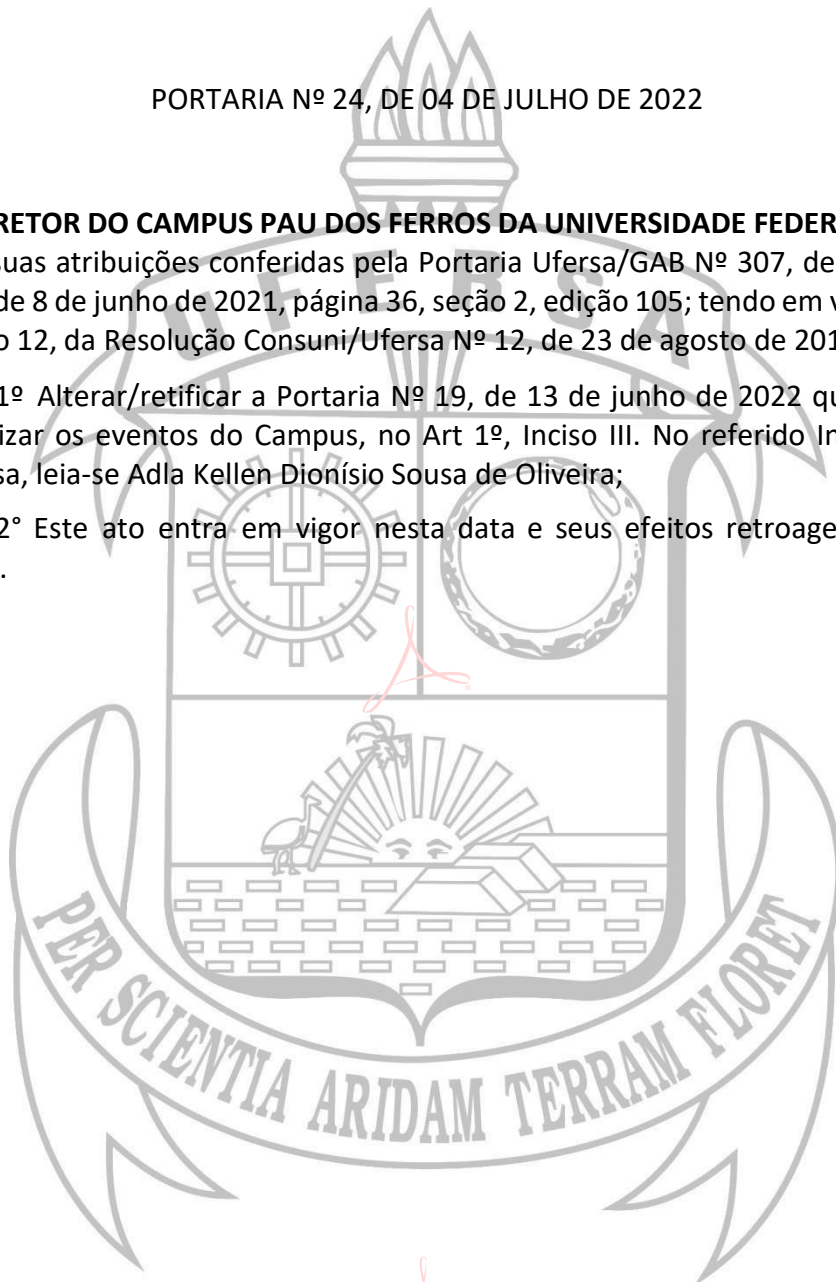 PORTARIA Nº 24, DE 04 DE JULHO DE 2022
RETOR DO CAMPUS PAU DOS FERROS DA UNIVERSIDADE FEDER
suas atribuições conferidas pela Portaria Ufersa/GAB Nº 307, de
de 8 de junho de 2021, página 36, seção 2, edição 105; tendo em v
o 12, da Resolução Consuni/Ufersa Nº 12, de 23 de agosto de 201
1º Alterar/retificar a Portaria Nº 19, de 13 de junho de 2022 qu
izar os eventos do Campus, no Art 1º, Inciso III. No referido In
sa, leia-se Adla Kellen Dionísio Sousa de Oliveira;
2° Este ato entra em vigor nesta data e seus efeitos retroage
.
UFERSA
PER SCIENTIA ARIDAM TERRAM FLORET